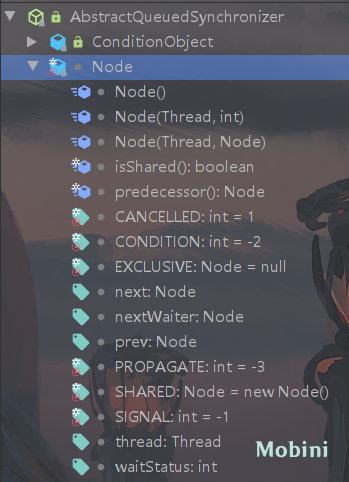 AbstractQueuedSynchronizer
ConditionObject
Node
Node()
Node(Thread, int)
Node(Thread, Node)
isShared(): boolean
predecessor(): Node
CANCELLED: int = 1
CONDITION: int = -2
EXCLUSIVE: Node = null
next: Node
nextWaiter: Node
prev: Node
PROPAGATE: int = -3
SHARED: Node = new Node()
SIGNAL: int = -1
thread: Thread
waitStatus: int
Mobini